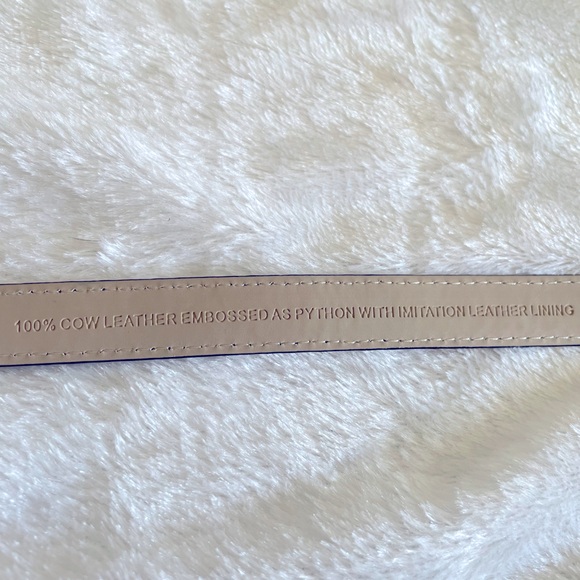 100% COW LEATHER EMBOSSED AS PYTHON WITH IMITATION LEATHER LINING